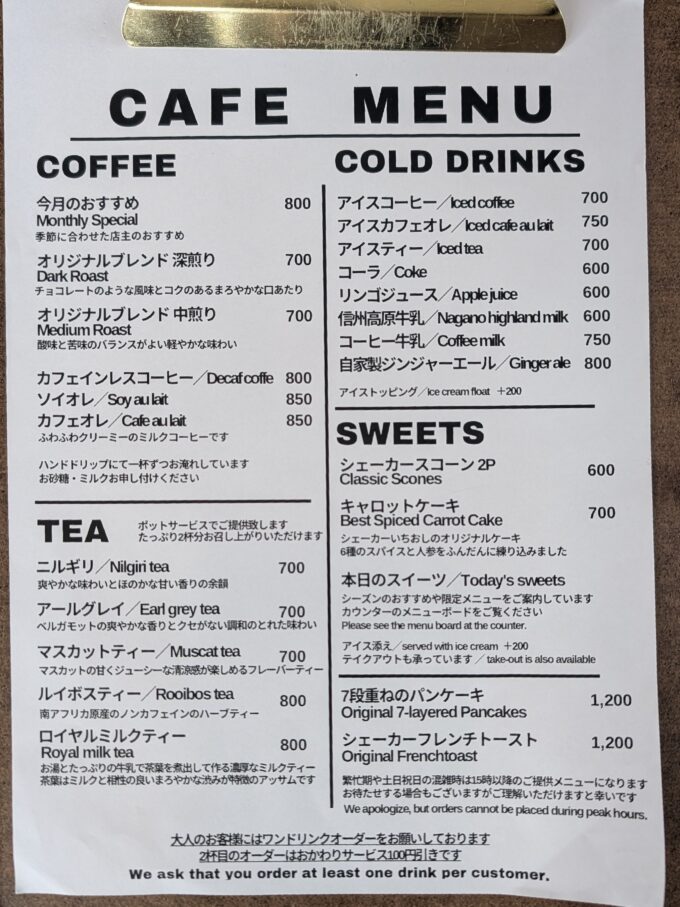 CAFE MENU
COFFEE
今月のおすすめ 800
Monthly Special
季節に合わせた店主のおすすめ
オリジナルブレンド 深煎り 700
Dark Roast
チョコレートのような風味とコクのあるまろやかな口あたり
オリジナルブレンド 中煎り 700
Medium Roast
酸味と苦味のバランスがよい軽やかな味わい
カフェインレスコーヒー／Decaf coffe 800
ソイオレ／Soy au lait 850
カフェオレ／Cafe au lait 850
ふわふわクリーミーのミルクコーヒーです
ハンドドリップにて一杯ずつお淹れしています
お砂糖・ミルクお申し付けください
TEA
ポットサービスでご提供致します
たっぷり2杯分お召し上がりいただけます
ニルギリ／Nilgiri tea 700
爽やかな味わいとほのかな甘い香りの余韻
アールグレイ／Earl grey tea 700
ベルガモットの爽やかな香りとクセがない調和のとれた味わい
マスカットティー／Muscat tea 700
マスカットの甘くジューシーな清涼感が楽しめるフレーバーティー
ルイボスティー／Rooibos tea 800
南アフリカ原産のノンカフェインのハーブティー
ロイヤルミルクティー
Royal milk tea 800
お湯とたっぷりの牛乳で茶葉を煮出して作る濃厚なミルクティー
茶葉はミルクと相性の良いまろやかな渋みが特徴のアッサムです
COLD DRINKS
アイスコーヒー／Iced coffee 700
アイスカフェオレ／Iced cafe au lait 750
アイスティー／Iced tea 700
コーラ／Coke 600
リンゴジュース／Apple juice 600
信州高原牛乳／Nagano highland milk 600
コーヒー牛乳／Coffee milk 750
自家製ジンジャーエール／Ginger ale 800
アイストッピング／ice cream float ＋200
SWEETS
シェーカースコーン 2P 600
Classic Scones
キャロットケーキ 700
Best Spiced Carrot Cake
シェーカーいちおしのオリジナルケーキ
6種のスパイスと人参をふんだんに練り込みました
本日のスイーツ／Today's sweets
シーズンのおすすめや限定メニューをご案内しています
カウンターのメニューボードをご覧ください
Please see the menu board at the counter.
アイス添え／served with ice cream ＋200
テイクアウトも承っています ／ take-out is also available
7段重ねのパンケーキ 1,200
Original 7-layered Pancakes
シェーカーフレンチトースト 1,200
Original Frenchtoast
繁忙期や土日祝日の混雑時は15時以降のご提供メニューになります
お待たせする場合もございますがご理解いただけますと幸いです
We apologize, but orders cannot be placed during peak hours.
大人のお客様にはワンドリンクオーダーをお願いしております
2杯目のオーダーはおかわりサービス100円引きです
We ask that you order at least one drink per customer.